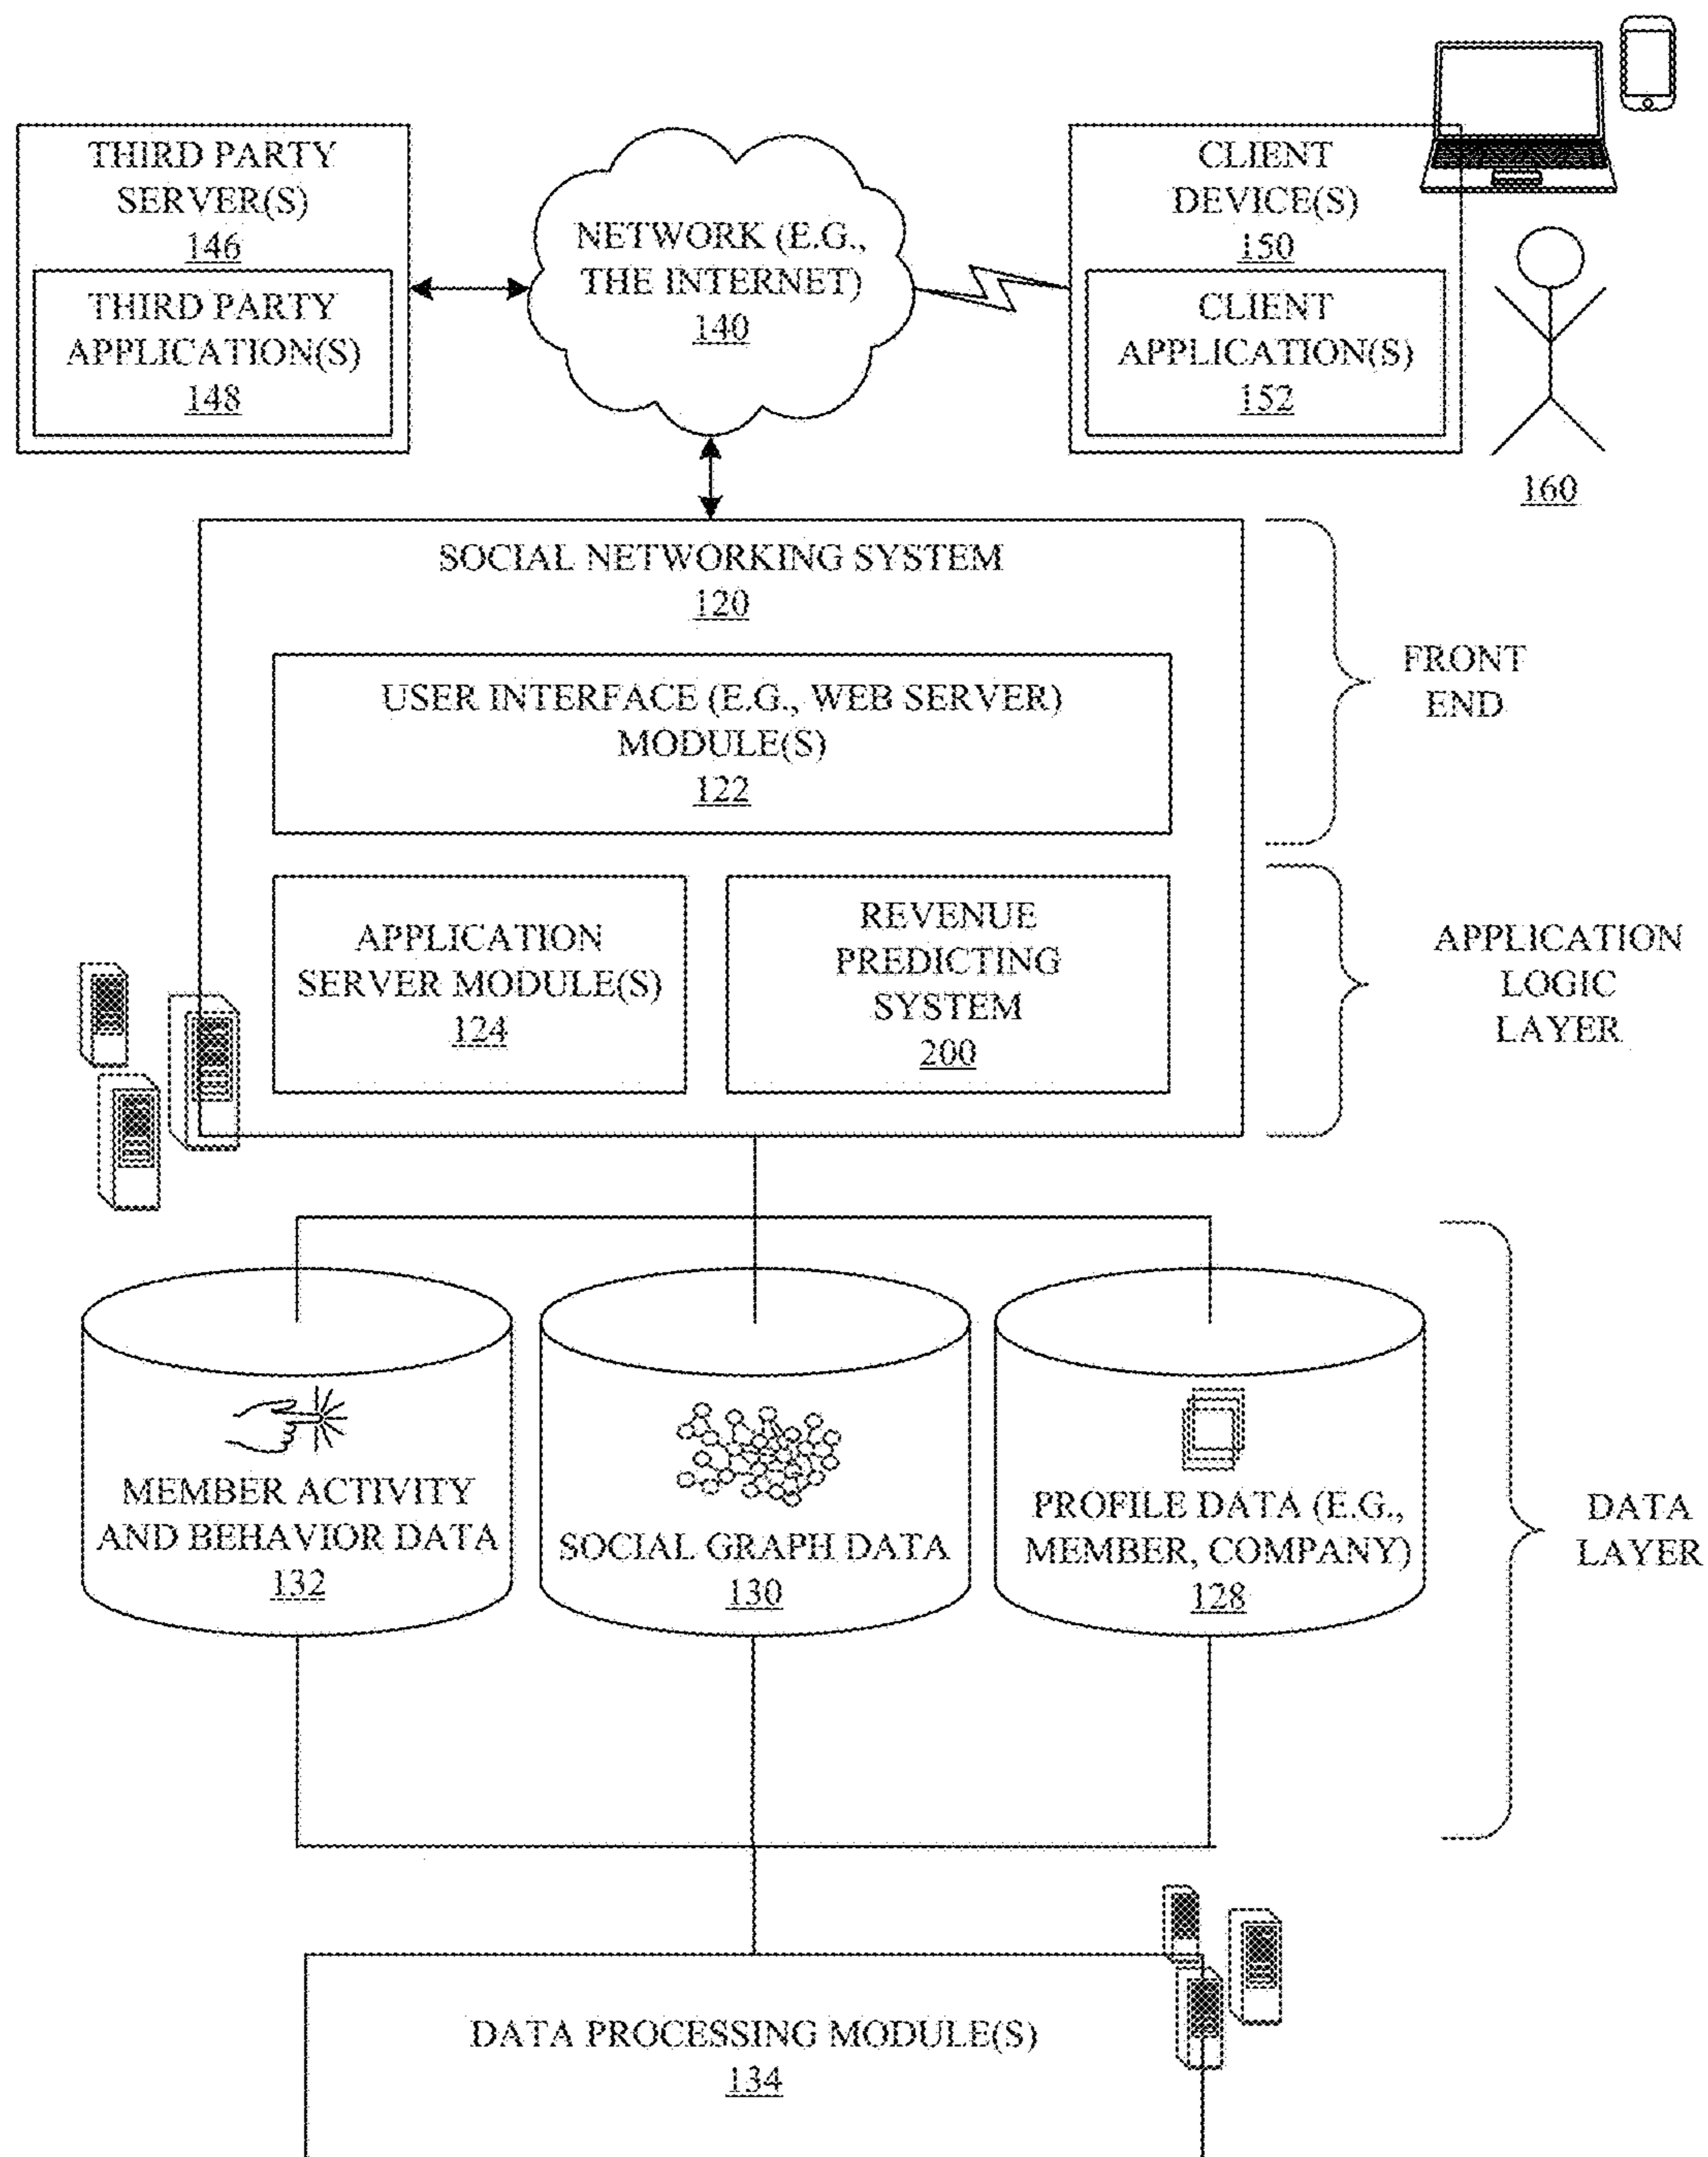 THIRD PARTY
SERVER(S)
146
THIRD PARTY
APPLICATION(S)
148
NETWORK (E.G.,
THE INTERNET)
140
CLIENT
DEVICE(S)
150
CLIENT
APPLICATION(S)
152
160
SOCIAL NETWORKING SYSTEM
120
USER INTERFACE (E.G., WEB SERVER)
MODULE(S)
122
FRONT
END
APPLICATION
SERVER MODULE(S)
124
REVENUE
PREDICTING
SYSTEM
200
APPLICATION
LOGIC
LAYER
MEMBER ACTIVITY
AND BEHAVIOR DATA
132
SOCIAL GRAPH DATA
130
PROFILE DATA (E.G.,
MEMBER, COMPANY)
128
DATA
LAYER
DATA PROCESSING MODULE(S)
134